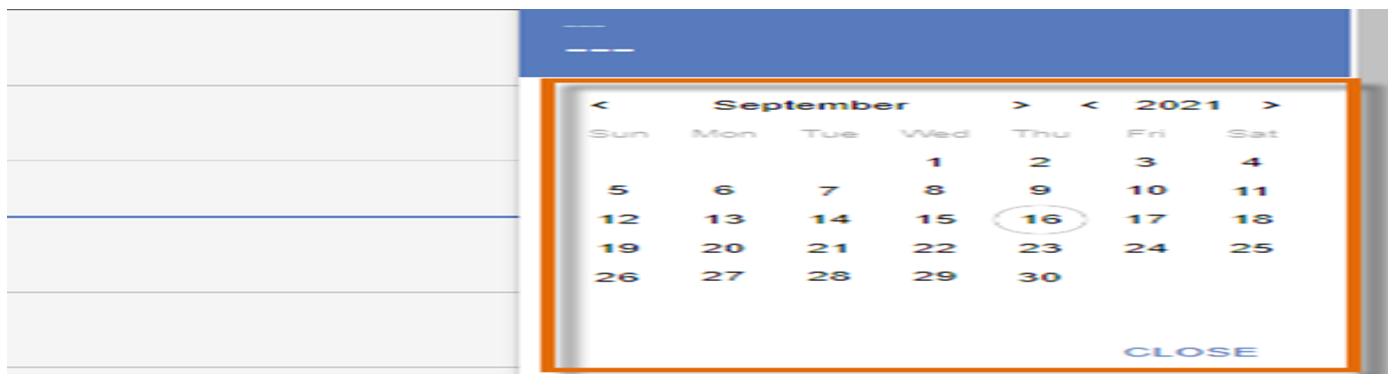 < September > < 2021 >
Sun Mon Tue Wed Thu Fri Sat
1 2 3 4
5 6 7 8 9 10 11
12 13 14 15 16 17 18
19 20 21 22 23 24 25
26 27 28 29 30
CLOSE